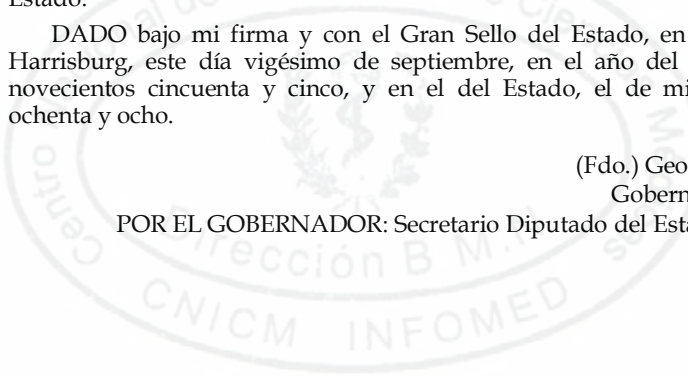 Estado.
DADO bajo mi firma y con el Gran Sello del Estado, en
Harrisburg, este día vigésimo de septiembre, en el año del
novecientos cincuenta y cinco, y en el del Estado, el de mi
ochenta y ocho.
(Fdo.) Geo
Gobern
POR EL GOBERNADOR: Secretario Diputado del Esta
Centro
Dirección B M N
CNICM INFOMED